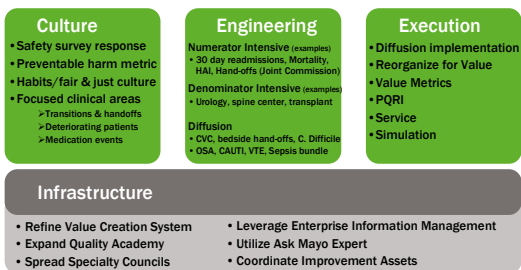 Culture
• Safety survey response
• Preventable harm metric
• Habits/fair & just culture
• Focused clinical areas
➢Transitions & handoffs
➢Deteriorating patients
➢Medication events
Engineering
Numerator Intensive (examples)
• 30 day readmissions, Mortality,
HAI, Hand-offs (Joint Commission)
Denominator Intensive (examples)
• Urology, spine center, transplant
Diffusion
• CVC, bedside hand-offs, C. Difficile
• OSA, CAUTI, VTE, Sepsis bundle
Execution
• Diffusion implementation
• Reorganize for Value
• Value Metrics
• PQRI
• Service
• Simulation
Infrastructure
• Refine Value Creation System
• Expand Quality Academy
• Spread Specialty Councils
• Leverage Enterprise Information Management
• Utilize Ask Mayo Expert
• Coordinate Improvement Assets